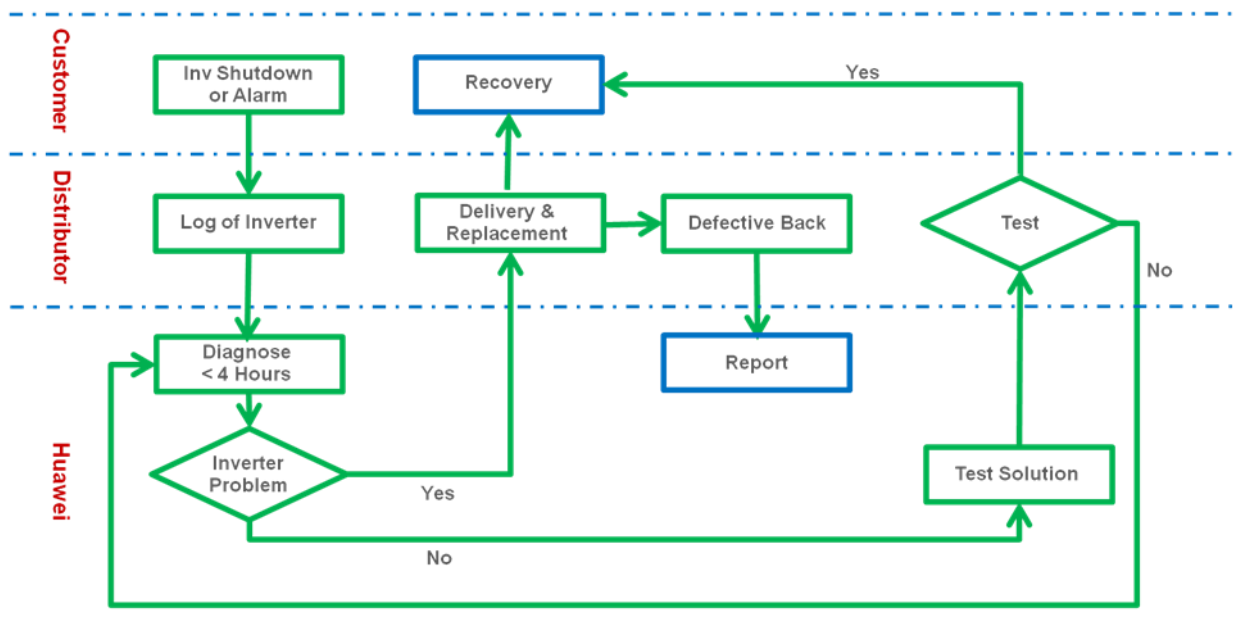 Customer
Inv Shutdown
or Alarm
Recovery
Yes
Distributor
Log of Inverter
Delivery &
Replacement
Defective Back
Test
No
Huawei
Diagnose
< 4 Hours
Report
Inverter
Problem
Yes
Test Solution
No